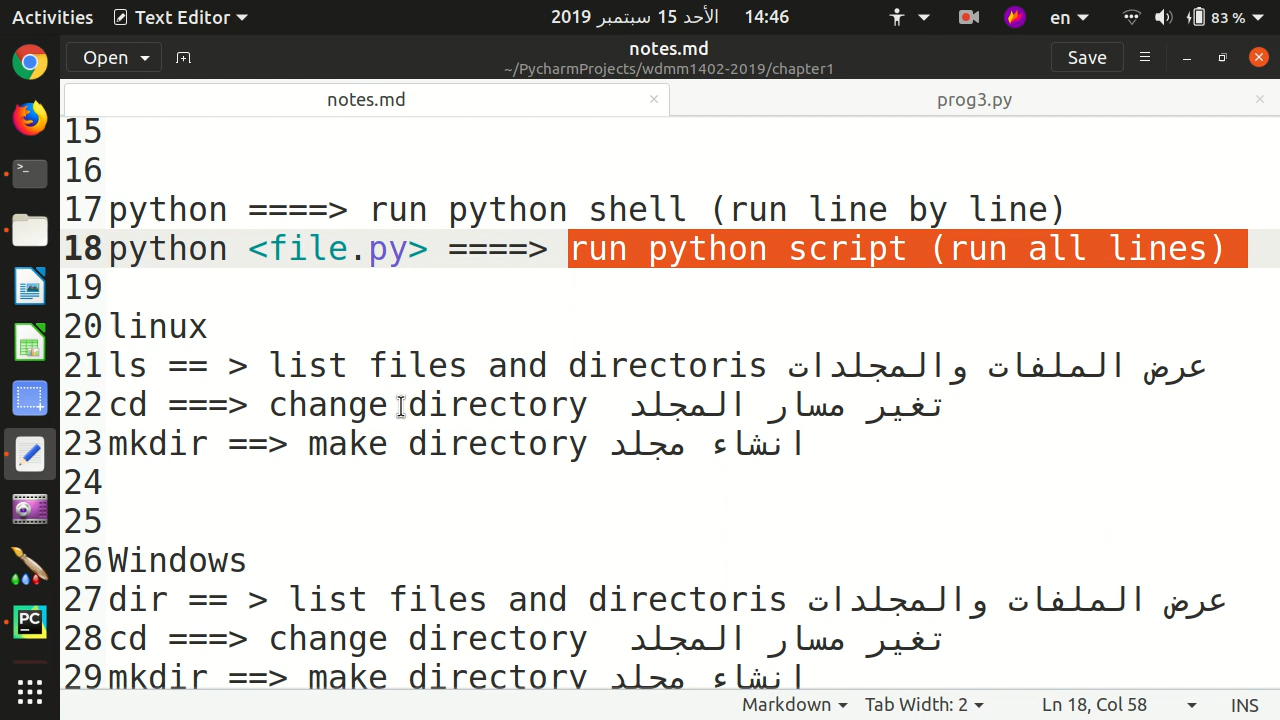 Activities Text Editor الأحد 15 سبتمبر 2019 14:46 en 83 %
Open notes.md Save
~/PycharmProjects/wdmm1402-2019/chapter1
notes.md prog3.py
15
16
17 python ====> run python shell (run line by line)
18 python <file.py> ====> run python script (run all lines)
19
20 linux
21 ls == > list files and directoris عرض الملفات والمجلدات
22 cd ===> change directory تغير مسار المجلد
23 mkdir ==> make directory انشاء مجلد
24
25
26 Windows
27 dir == > list files and directoris عرض الملفات والمجلدات
28 cd ===> change directory تغير مسار المجلد
29 mkdir ==> make directory انشاء مجلد
Markdown Tab Width: 2 Ln 18, Col 58 INS
PC